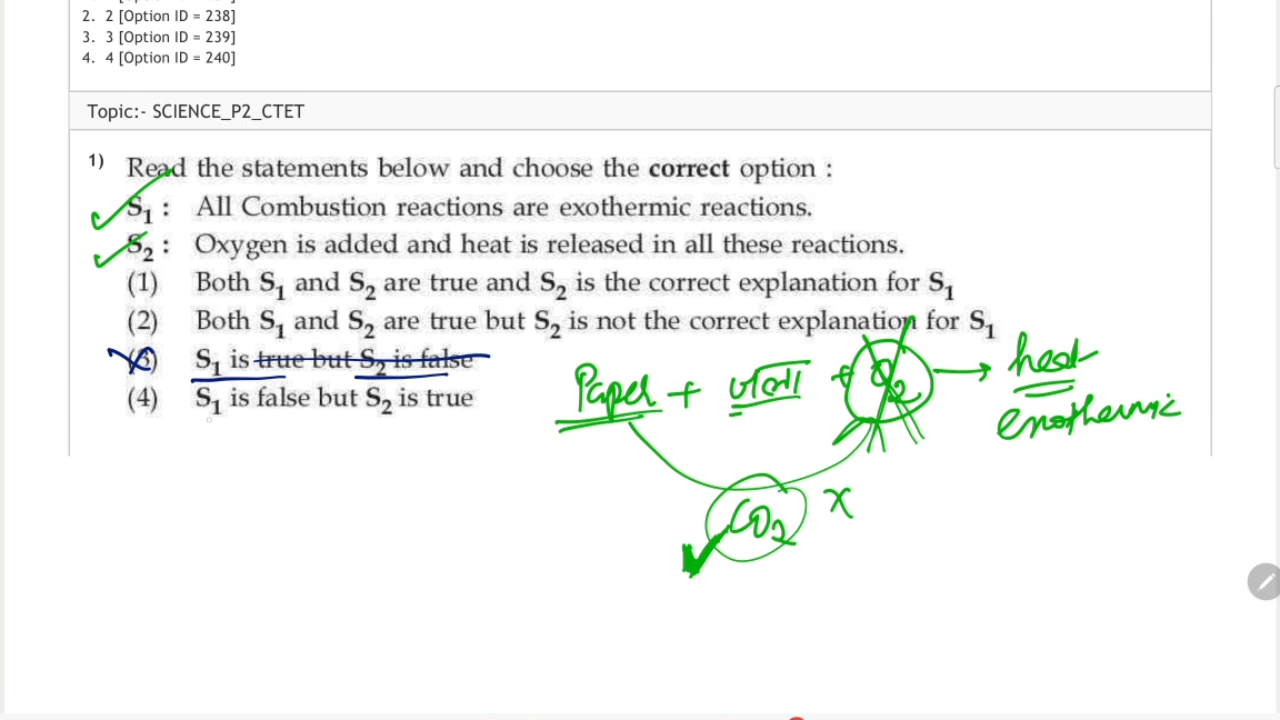 2. 2 [Option ID = 238]
3. 3 [Option ID = 239]
4. 4 [Option ID = 240]
Topic:- SCIENCE_P2_CTET
1) Read the statements below and choose the correct option :
S₁ : All Combustion reactions are exothermic reactions.
S₂ : Oxygen is added and heat is released in all these reactions.
(1) Both S₁ and S₂ are true and S₂ is the correct explanation for S₁
(2) Both S₁ and S₂ are true but S₂ is not the correct explanation for S₁
(3) S₁ is true but S₂ is false
(4) S₁ is false but S₂ is true
Paper + + O₂ → heat
exothermic
CO₂ x